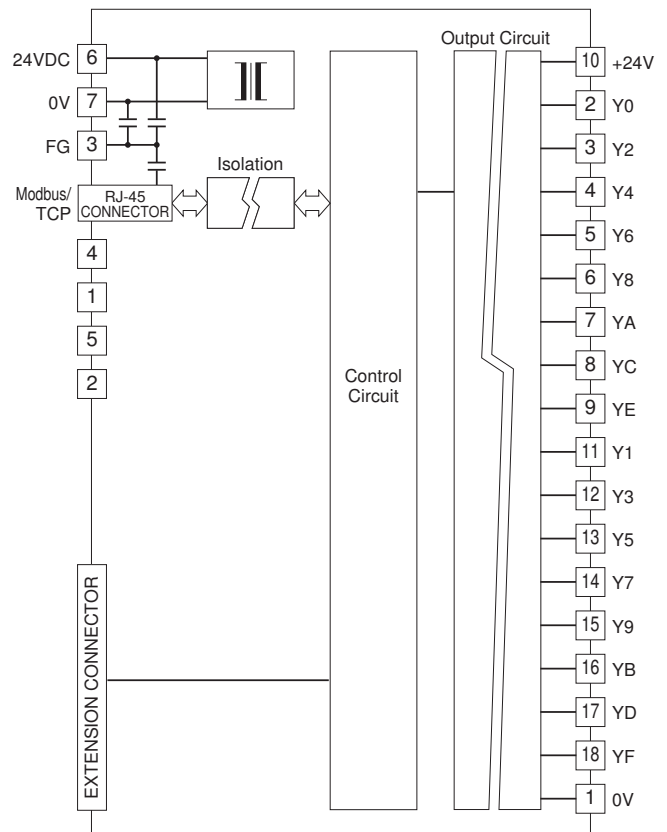 24VDC 6
0V 7
FG 3
Modbus/
TCP
RJ-45
CONNECTOR
Isolation
4
1
5
2
EXTENSION CONNECTOR
Control
Circuit
Output Circuit
10 +24V
2 Y0
3 Y2
4 Y4
5 Y6
6 Y8
7 YA
8 YC
9 YE
11 Y1
12 Y3
13 Y5
14 Y7
15 Y9
16 YB
17 YD
18 YF
1 0V